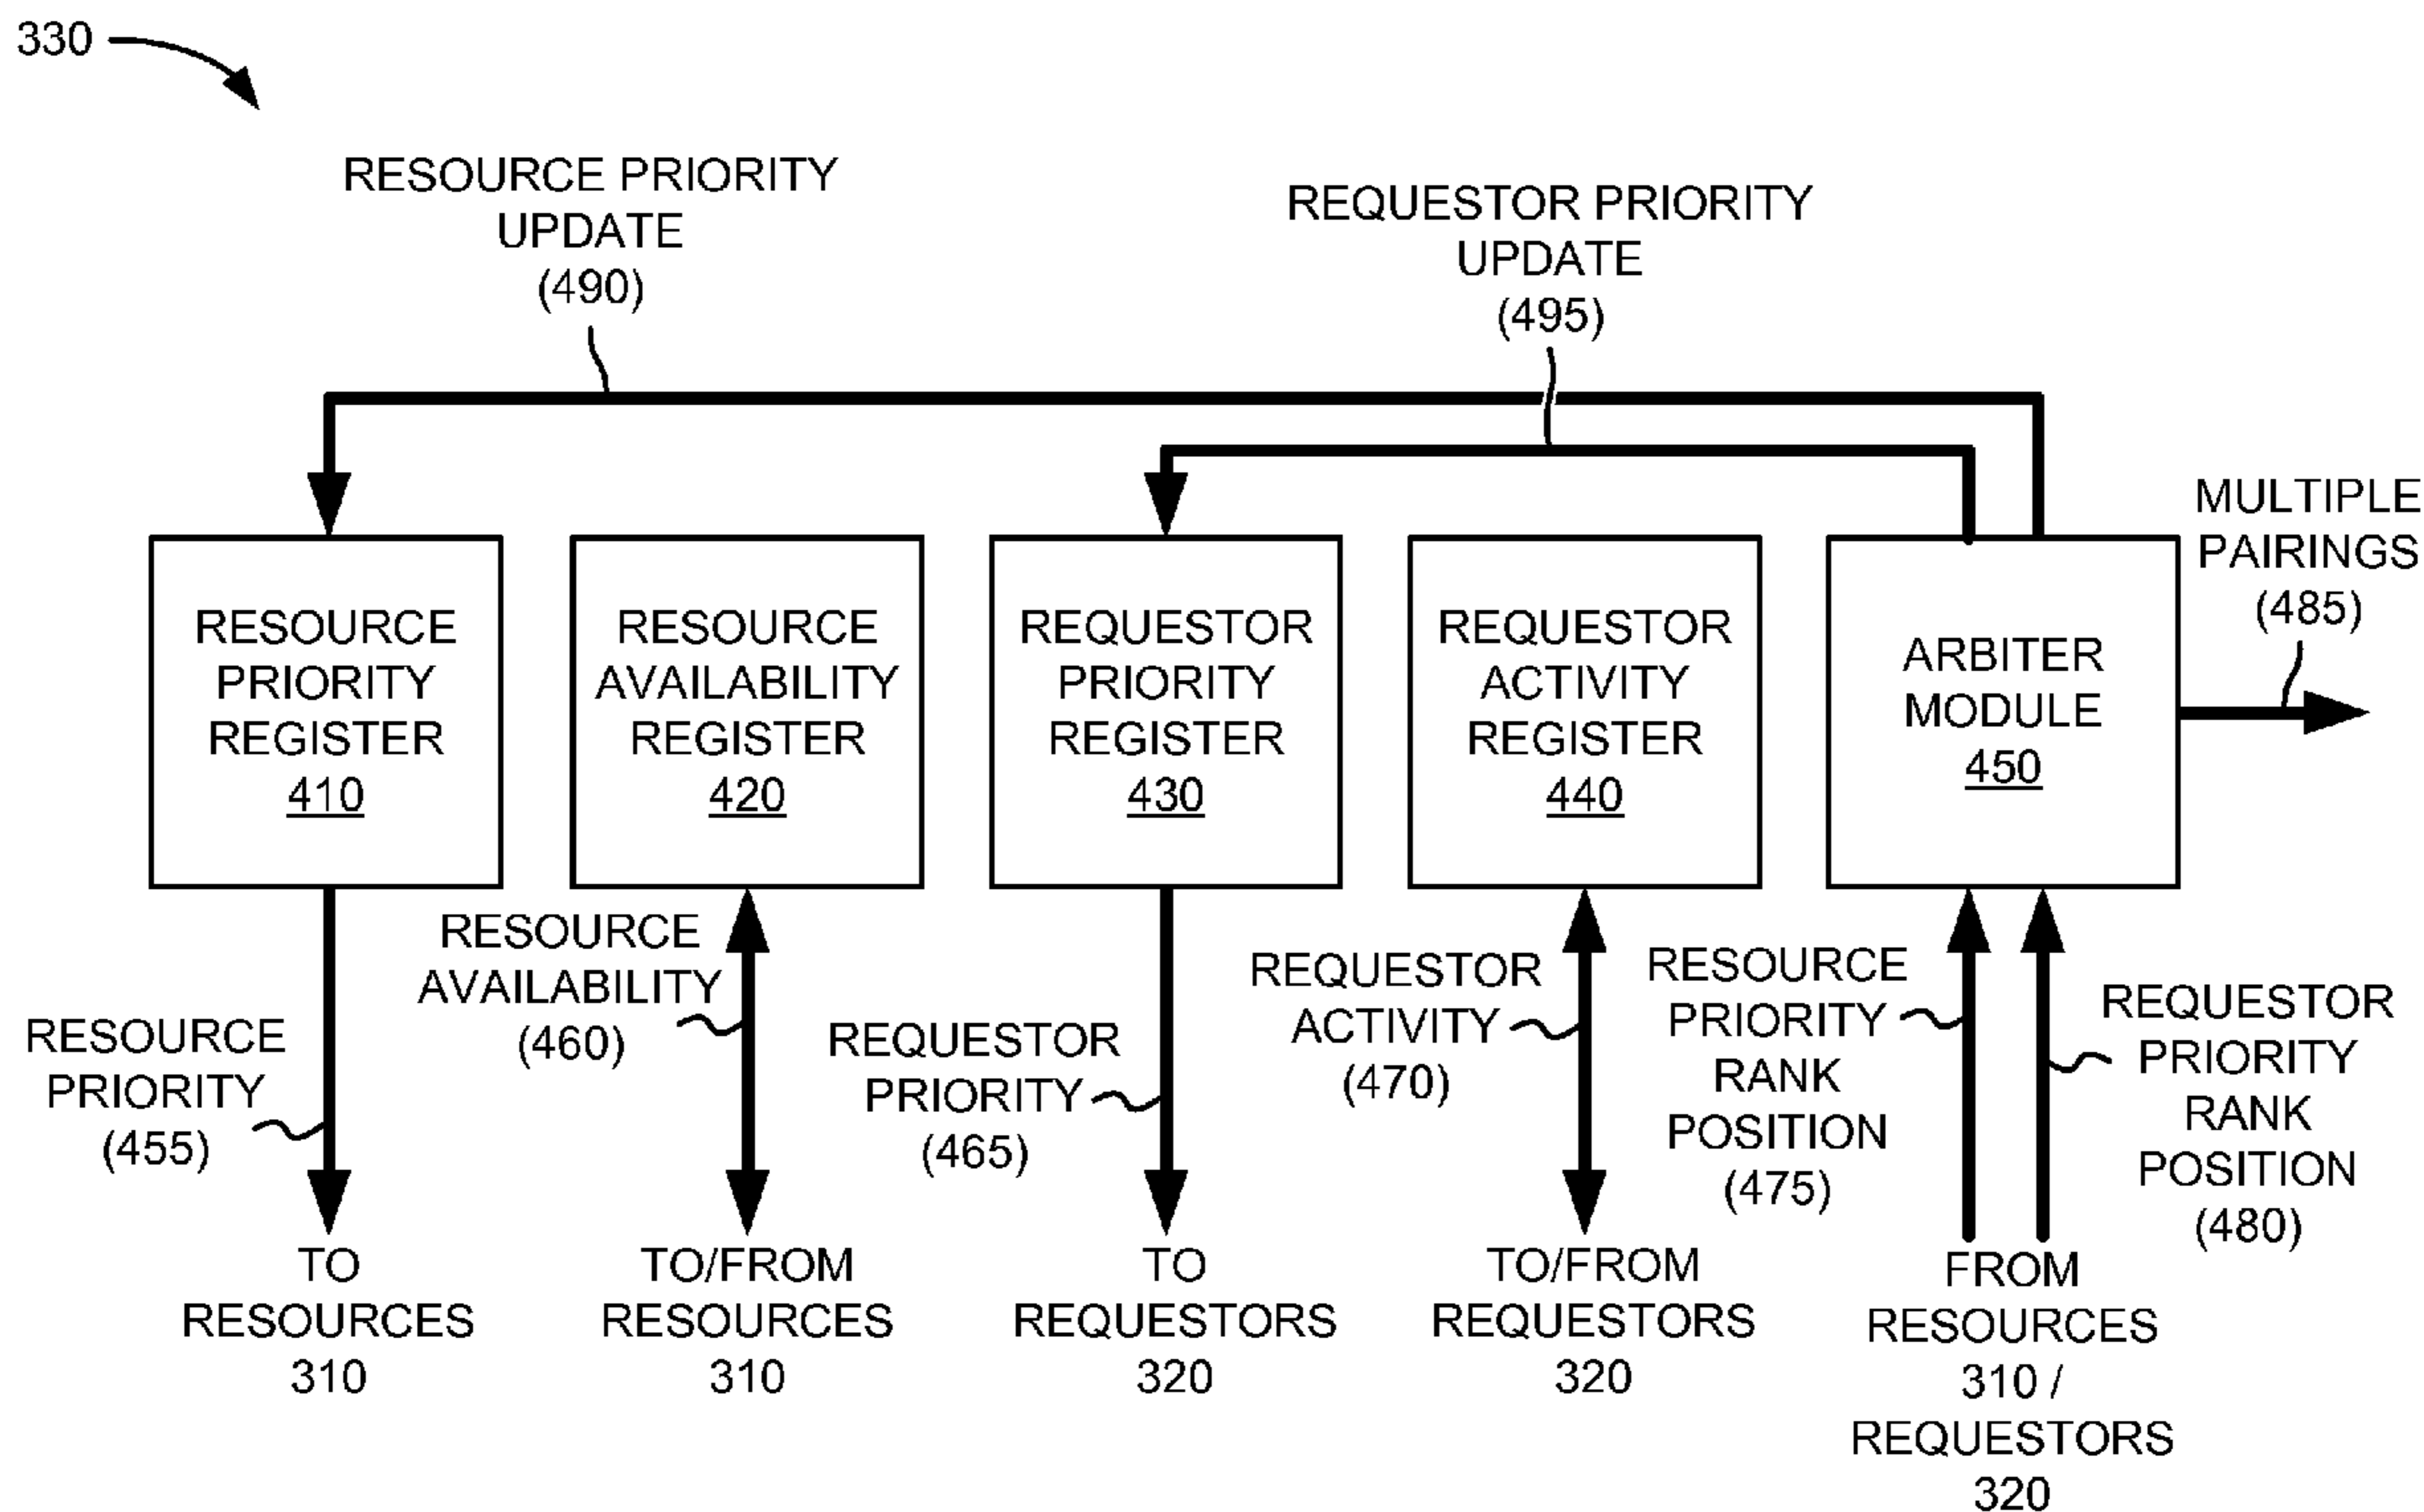 330
RESOURCE PRIORITY
UPDATE
(490)
REQUESTOR PRIORITY
UPDATE
(495)
MULTIPLE
PAIRINGS
(485)
RESOURCE
PRIORITY
REGISTER
410
RESOURCE
AVAILABILITY
REGISTER
420
REQUESTOR
PRIORITY
REGISTER
430
REQUESTOR
ACTIVITY
REGISTER
440
ARBITER
MODULE
450
RESOURCE
PRIORITY
(455)
RESOURCE
AVAILABILITY
(460)
REQUESTOR
PRIORITY
(465)
REQUESTOR
ACTIVITY
(470)
RESOURCE
PRIORITY
RANK
POSITION
(475)
REQUESTOR
PRIORITY
RANK
POSITION
(480)
TO
RESOURCES
310
TO/FROM
RESOURCES
310
TO
REQUESTORS
320
TO/FROM
REQUESTORS
320
FROM
RESOURCES
310 /
REQUESTORS
320